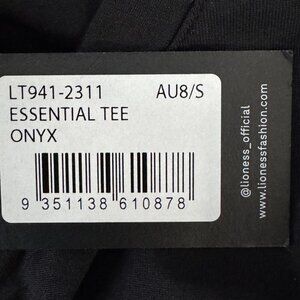 LT941-2311 AU8/S
ESSENTIAL TEE
ONYX
9 351138 610878
@lioness_official
www.lionessfashion.com